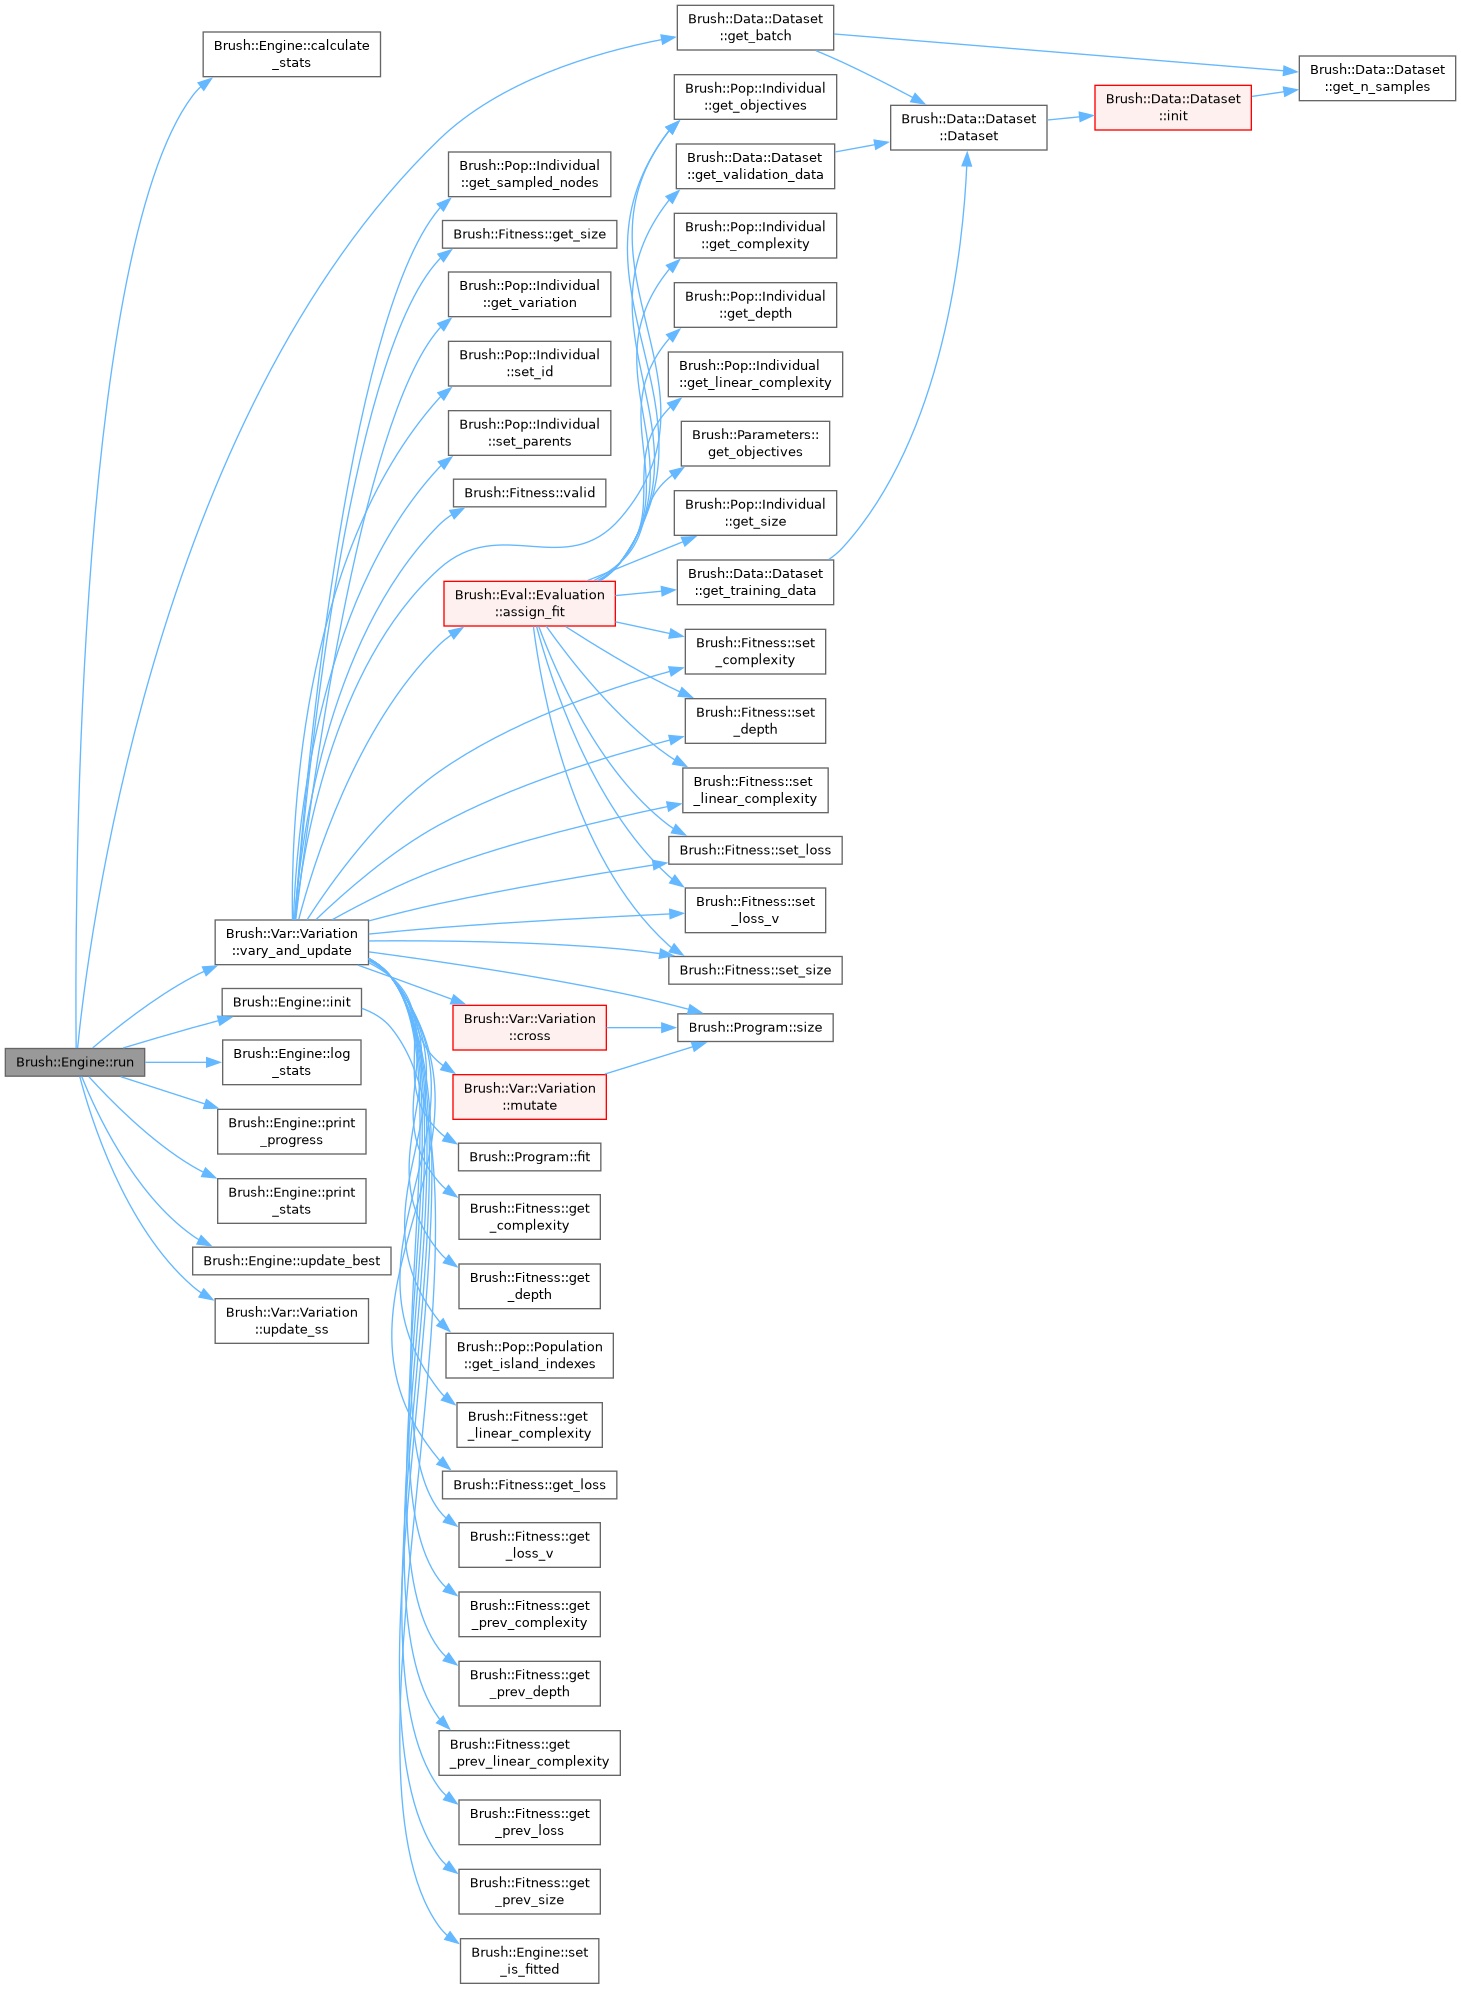 Brush::Engine::run
Brush::Engine::calculate
_stats
Brush::Var::Variation
::vary_and_update
Brush::Engine::init
Brush::Engine::log
_stats
Brush::Engine::print
_progress
Brush::Engine::print
_stats
Brush::Engine::update_best
Brush::Var::Variation
::update_ss
Brush::Pop::Individual
::get_sampled_nodes
Brush::Fitness::get_size
Brush::Pop::Individual
::get_variation
Brush::Pop::Individual
::set_id
Brush::Pop::Individual
::set_parents
Brush::Fitness::valid
Brush::Eval::Evaluation
::assign_fit
Brush::Var::Variation
::cross
Brush::Var::Variation
::mutate
Brush::Program::fit
Brush::Fitness::get
_complexity
Brush::Fitness::get
_depth
Brush::Pop::Population
::get_island_indexes
Brush::Fitness::get
_linear_complexity
Brush::Fitness::get_loss
Brush::Fitness::get
_loss_v
Brush::Fitness::get
_prev_complexity
Brush::Fitness::get
_prev_depth
Brush::Fitness::get
_prev_linear_complexity
Brush::Fitness::get
_prev_loss
Brush::Fitness::get
_prev_size
Brush::Engine::set
_is_fitted
Brush::Data::Dataset
::get_batch
Brush::Pop::Individual
::get_objectives
Brush::Data::Dataset
::get_validation_data
Brush::Pop::Individual
::get_complexity
Brush::Pop::Individual
::get_depth
Brush::Pop::Individual
::get_linear_complexity
Brush::Parameters::
get_objectives
Brush::Pop::Individual
::get_size
Brush::Data::Dataset
::get_training_data
Brush::Fitness::set
_complexity
Brush::Fitness::set
_depth
Brush::Fitness::set
_linear_complexity
Brush::Fitness::set_loss
Brush::Fitness::set
_loss_v
Brush::Fitness::set_size
Brush::Program::size
Brush::Data::Dataset
::Dataset
Brush::Data::Dataset
::init
Brush::Data::Dataset
::get_n_samples